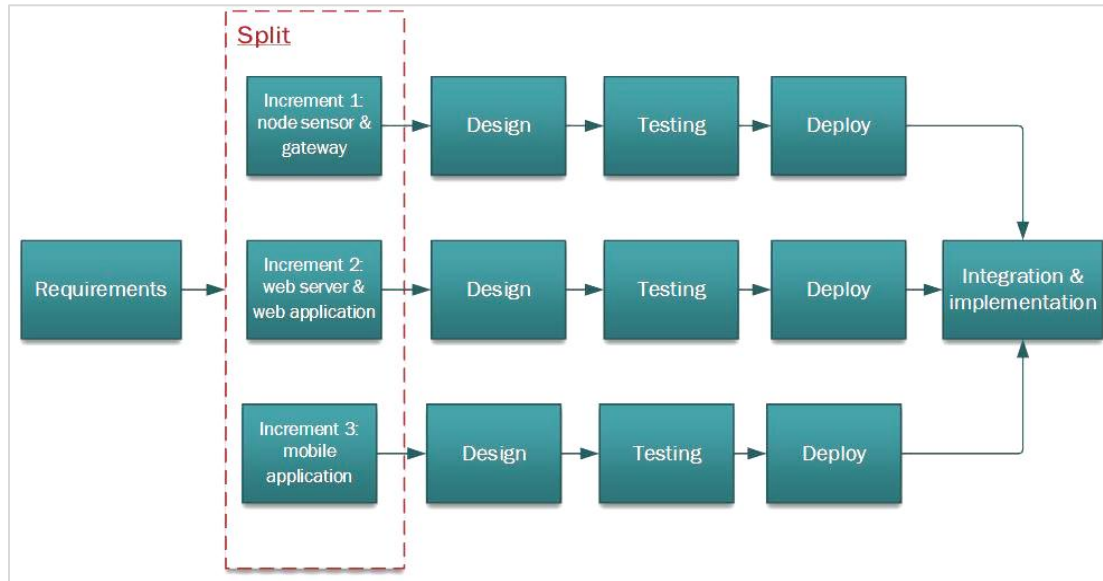 Split
Increment 1:
node sensor &
gateway
Design
Testing
Deploy
Requirements
Increment 2:
web server &
web application
Design
Testing
Deploy
Integration &
implementation
Increment 3:
mobile
application
Design
Testing
Deploy